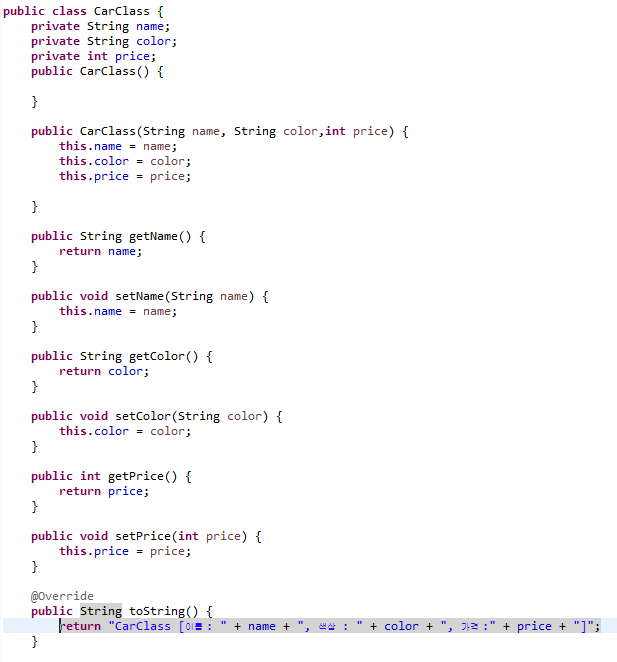 public class CarClass {
    private String name;
    private String color;
    private int price;
    public CarClass() {
    }
    public CarClass(String name, String color,int price) {
        this.name = name;
        this.color = color;
        this.price = price;
    }
    public String getName() {
        return name;
    }
    public void setName(String name) {
        this.name = name;
    }
    public String getColor() {
        return color;
    }
    public void setColor(String color) {
        this.color = color;
    }
    public int getPrice() {
        return price;
    }
    public void setPrice(int price) {
        this.price = price;
    }
    @Override
    public String toString() {
        return "CarClass [이름 : " + name + ", 색상 : " + color + ", 가격 :" + price + "]";
    }